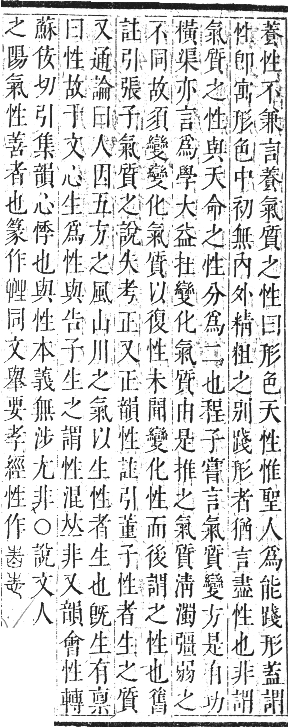 養性不兼言養氣質之性曰形色天性惟聖人爲能踐形蓋謂
性即寓形色中初無內外精粗之别踐形者猶言盡性也非謂
氣質之性與天命之性分爲二也程子嘗言氣質變方是有功
橫渠亦言爲學大益在變化氣質由是推之氣質清濁彊弱之
不同故須變變化氣質以復性未聞變化性而後謂之性也舊
註引張子氣質之說失考正又正韻性註引董子性者生之質
又通論曰人因五方之風山川之氣以生性者生也旣生有稟
曰性故于文心生爲性與告子生之謂性混𠀤非又韻會性轉
蘇佞切引集韻心悸也與性本義無涉尤非○說文人
之陽氣性善者也篆作同文舉要孝經性作